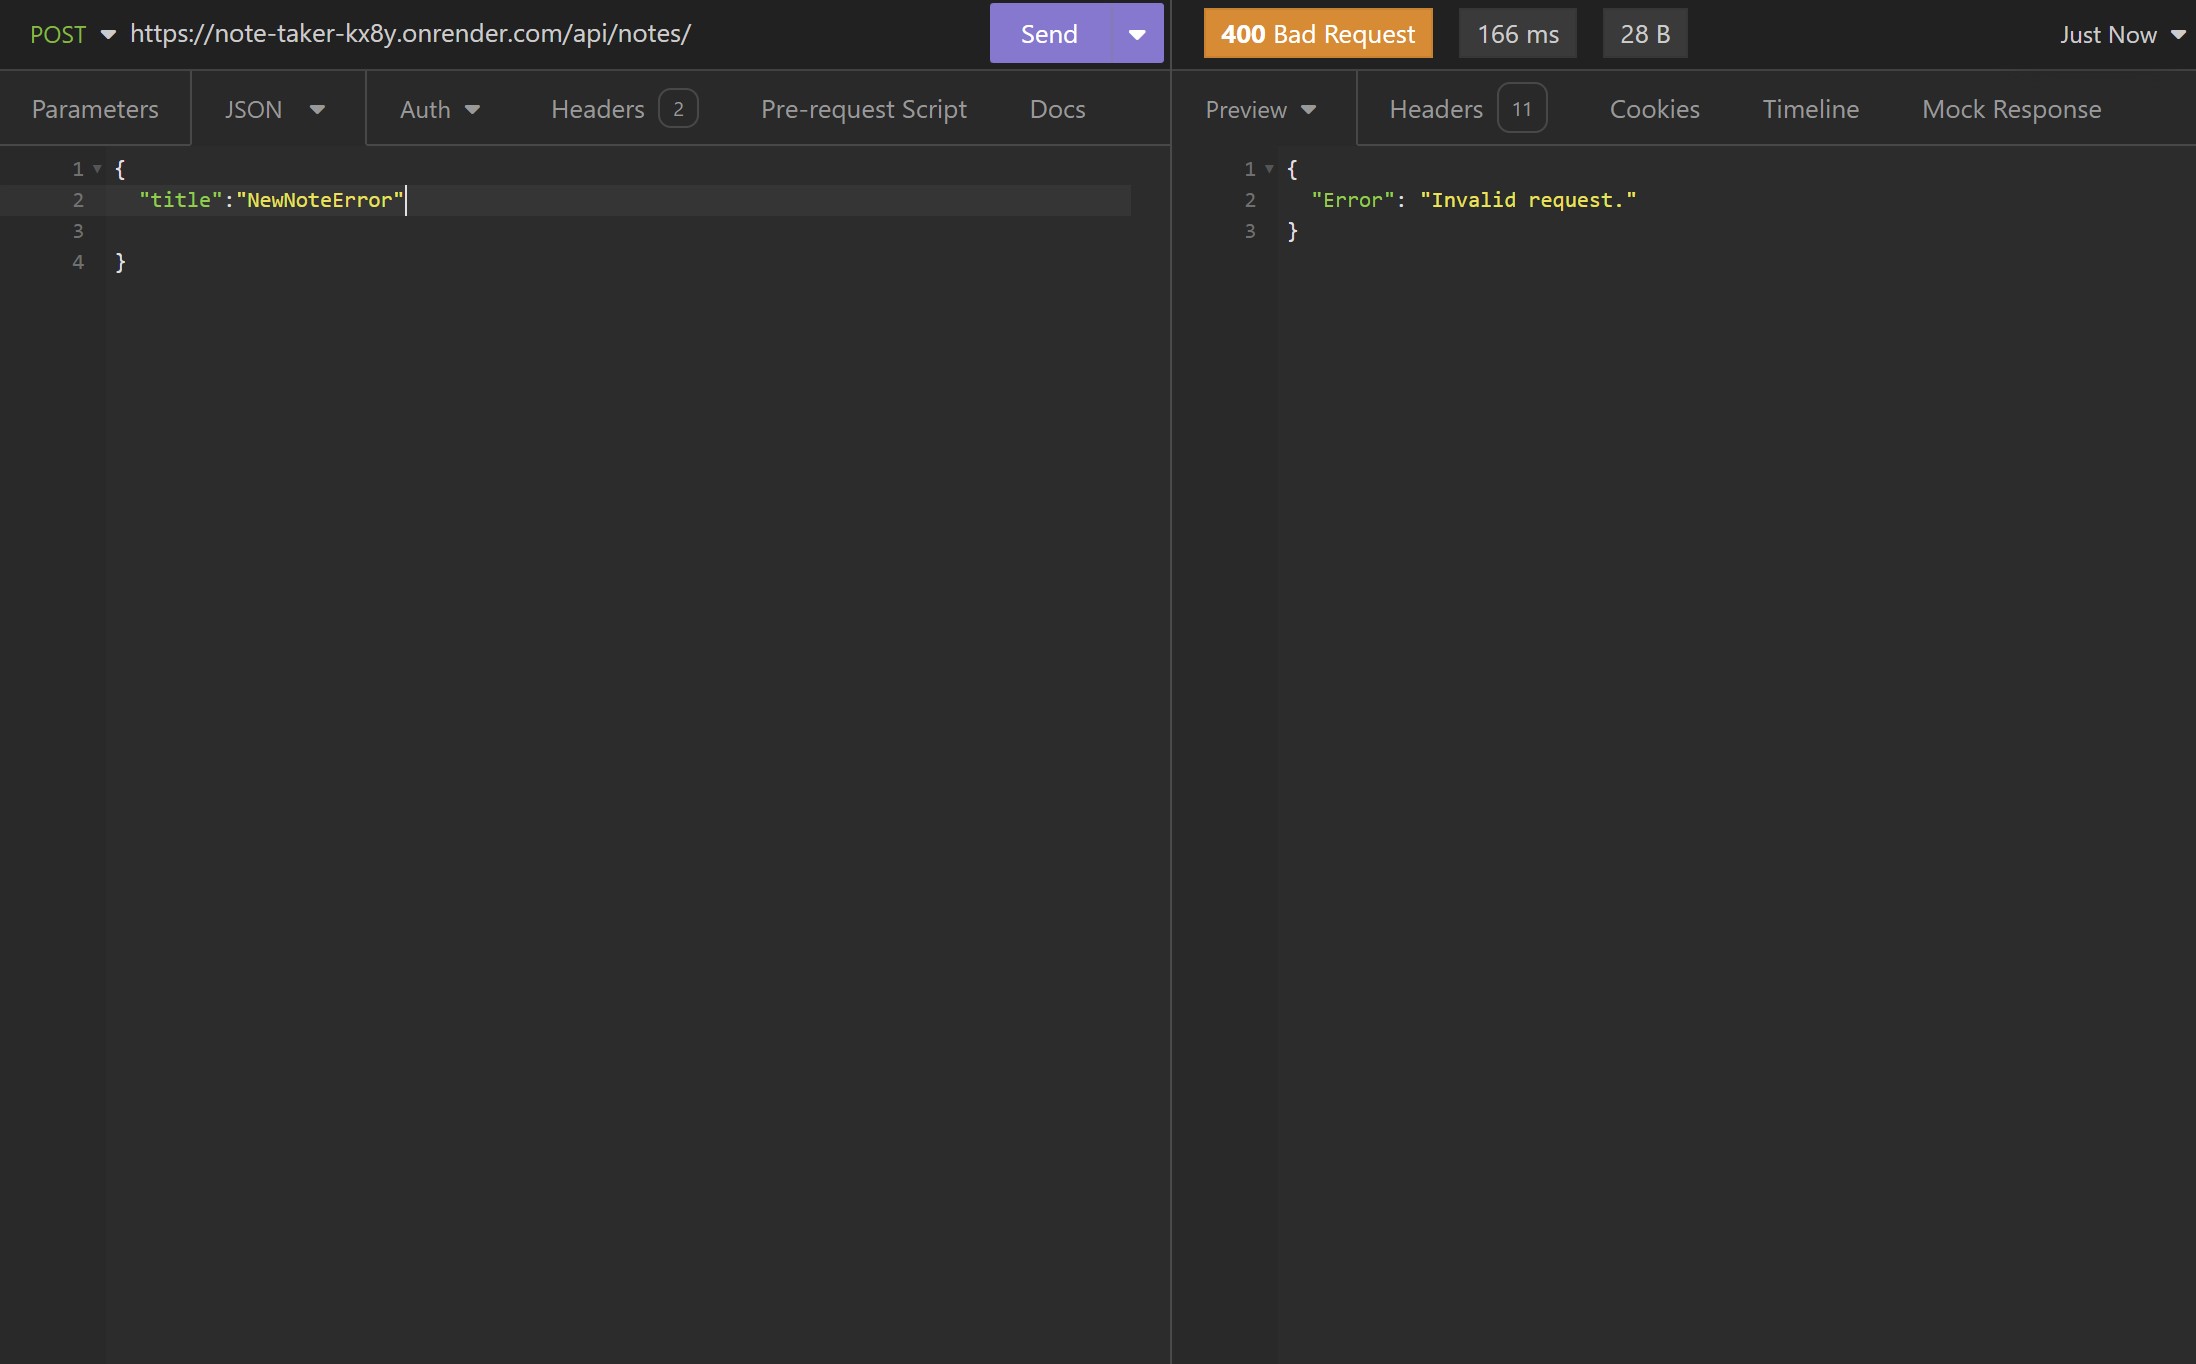 POST https://note-taker-kx8y.onrender.com/api/notes/ Send
400 Bad Request 166 ms 28 B Just Now
Parameters JSON Auth Headers 2 Pre-request Script Docs
Preview Headers 11 Cookies Timeline Mock Response
1 {
2 "title":"NewNoteError"
3
4 }
1 {
2 "Error": "Invalid request."
3 }